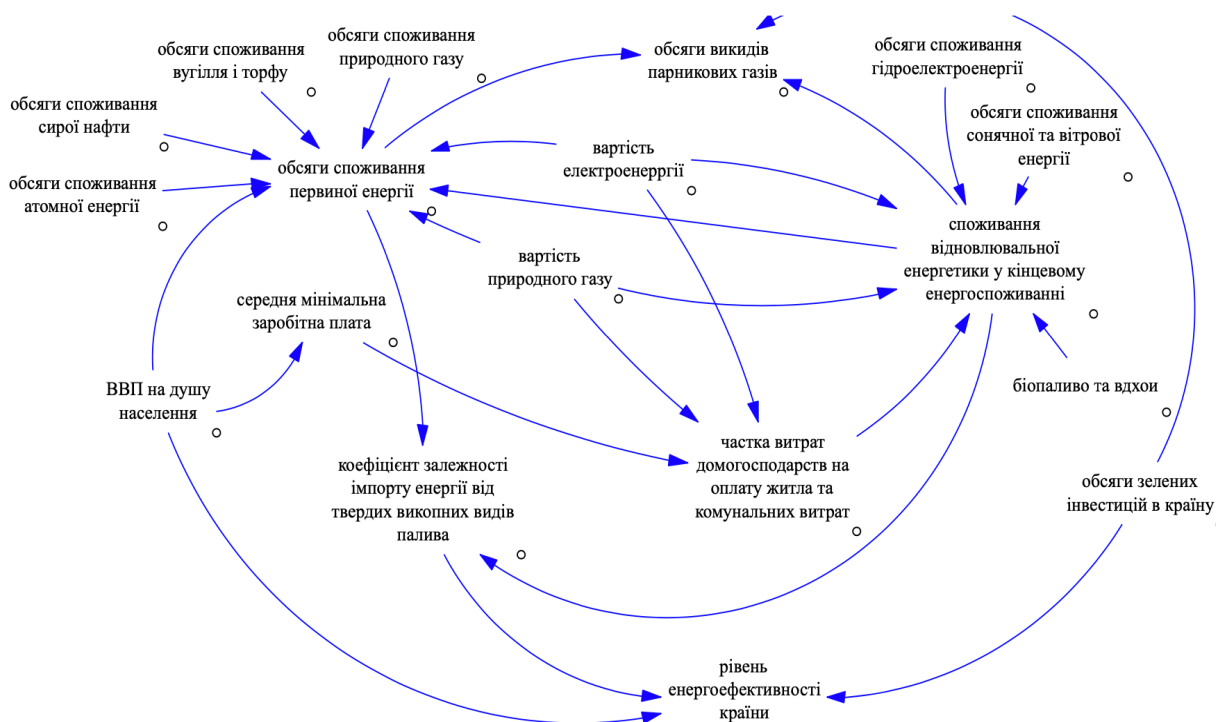 обсяги споживання
природного газу
обсяги споживання
вугілля і торфу
обсяги викидів
парникових газів
обсяги споживання
гідроелектроенергії
обсяги споживання
сирої нафти
обсяги споживання
сонячної та вітрової
енергії
обсяги споживання
первиної енергії
вартість
електроенерргії
обсяги споживання
атомної енергії
споживання
відновлювальної
енергетики у кінцевому
енергоспоживанні
вартість
природного газу
середня мінімальна
заробітна плата
ВВП на душу
населення
біопаливо та вдхои
частка витрат
домогосподарств на
оплату житла та
комунальних витрат
коефіцієнт залежності
імпорту енергії від
твердих викопних видів
палива
обсяги зелених
інвестицій в країну
рівень
енергоефективності
країни